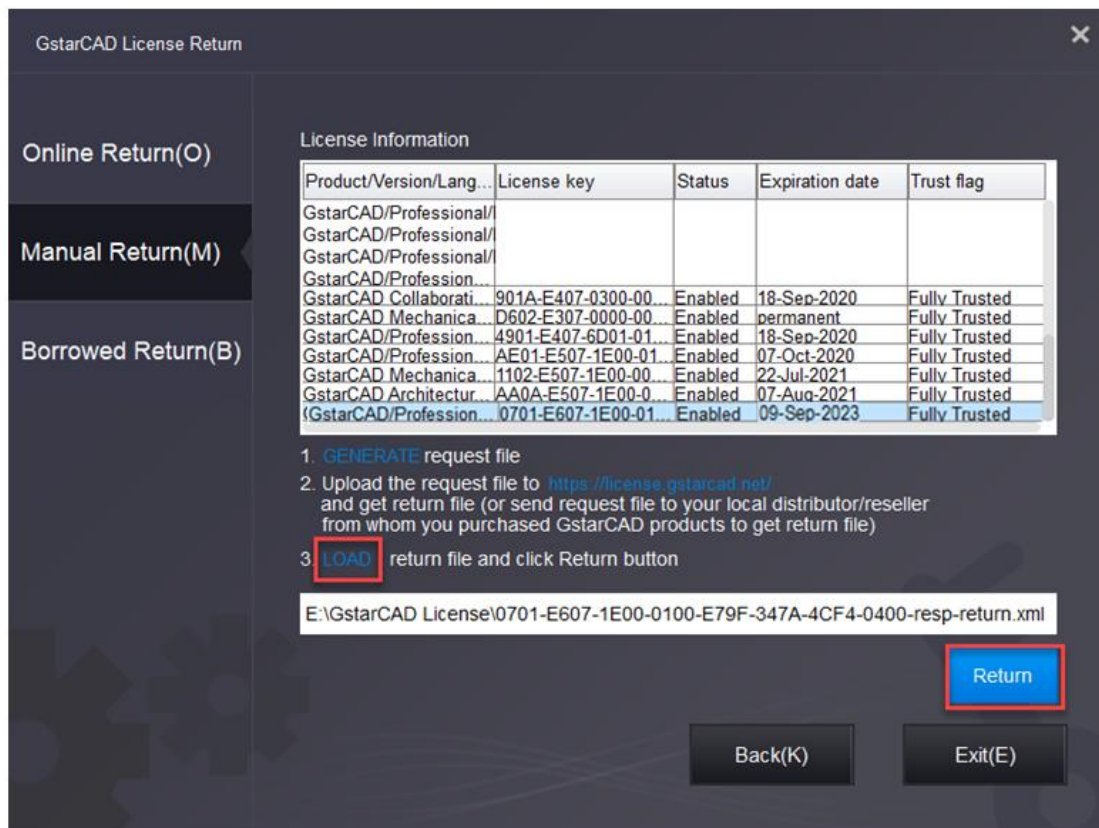 GstarCAD License Return
Online Return(O)
Manual Return(M)
Borrowed Return(B)
License Information
Product/Version/Lang... License key Status Expiration date Trust flag
GstarCAD/Professional/l
GstarCAD/Professional/l
GstarCAD/Professional/l
GstarCAD/Profession...
GstarCAD Collaborati... 901A-E407-0300-00... Enabled 18-Sep-2020 Fully Trusted
GstarCAD Mechanica... D602-E307-0000-00... Enabled permanent Fully Trusted
GstarCAD/Profession... 4901-E407-6D01-01... Enabled 18-Sep-2020 Fully Trusted
GstarCAD/Profession... AE01-E507-1E00-01... Enabled 07-Oct-2020 Fully Trusted
GstarCAD Mechanica... 1102-E507-1E00-00... Enabled 22-Jul-2021 Fully Trusted
GstarCAD Architectur... AA0A-E507-1E00-0... Enabled 07-Aug-2021 Fully Trusted
(GstarCAD/Profession... 0701-E607-1E00-01... Enabled 09-Sep-2023 Fully Trusted
1. GENERATE request file
2. Upload the request file to https://license.gstarcad.net/
and get return file (or send request file to your local distributor/reseller
from whom you purchased GstarCAD products to get return file)
3. LOAD return file and click Return button
E:\GstarCAD License\0701-E607-1E00-0100-E79F-347A-4CF4-0400-resp-return.xml
Return
Back(K) Exit(E)